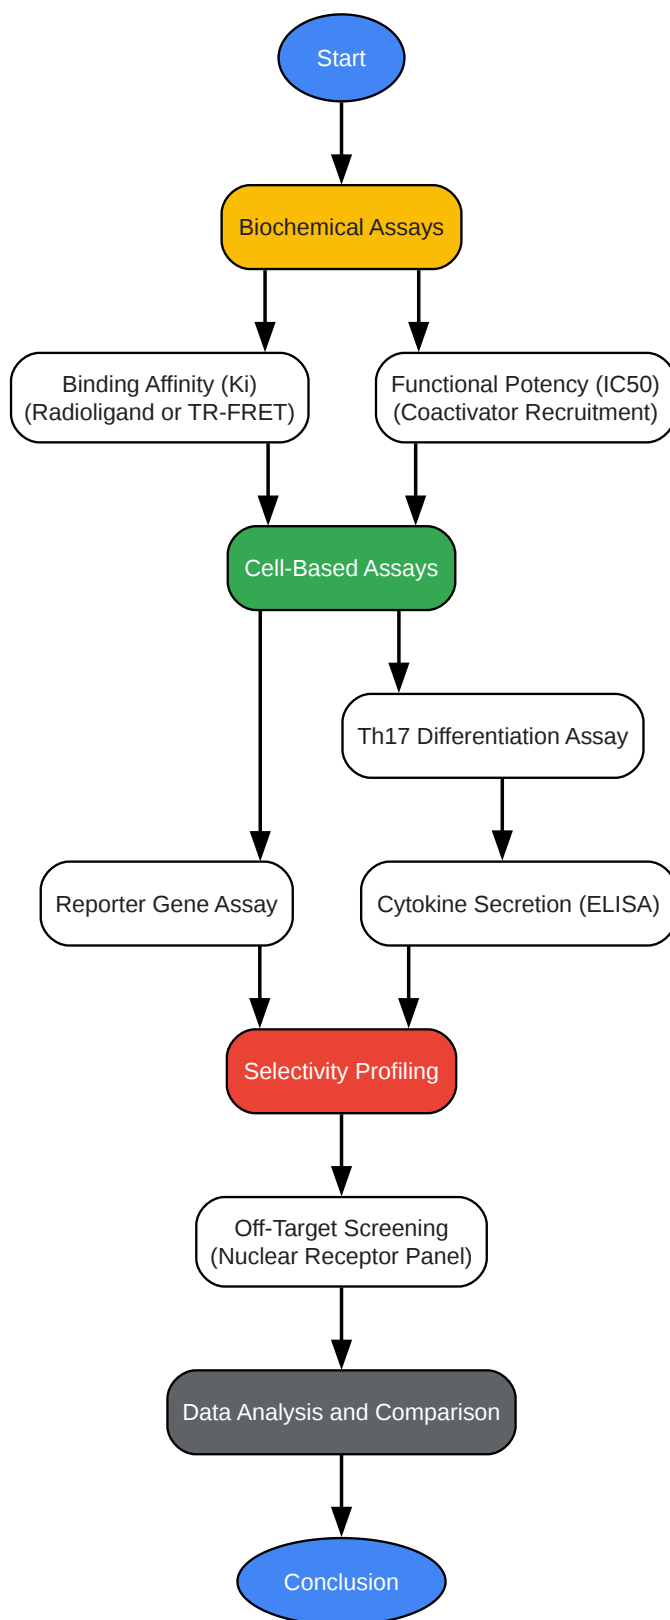 Start
Biochemical Assays
Binding Affinity (Ki)
(Radioligand or TR-FRET)
Functional Potency (IC50)
(Coactivator Recruitment)
Cell-Based Assays
Th17 Differentiation Assay
Reporter Gene Assay
Cytokine Secretion (ELISA)
Selectivity Profiling
Off-Target Screening
(Nuclear Receptor Panel)
Data Analysis and Comparison
Conclusion